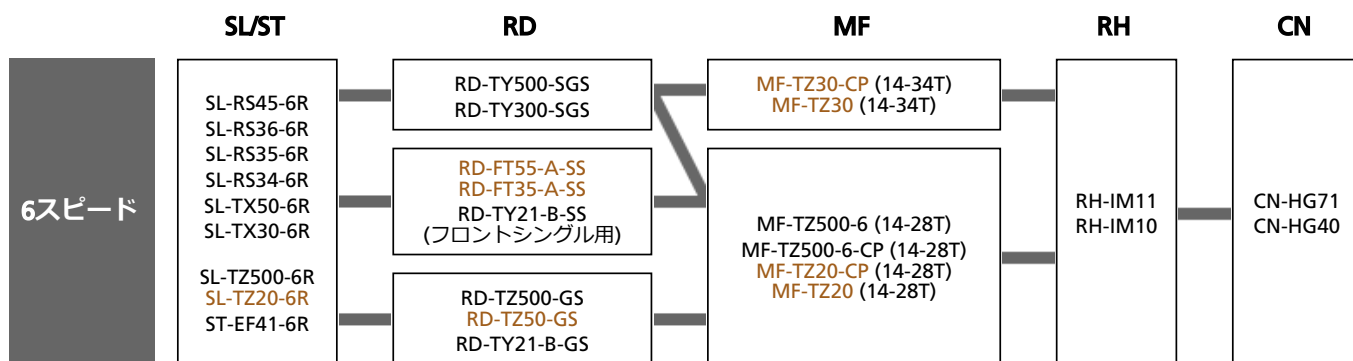 SL/ST
RD
MF
RH
CN
6スピード
SL-RS45-6R
SL-RS36-6R
SL-RS35-6R
SL-RS34-6R
SL-TX50-6R
SL-TX30-6R
SL-TZ500-6R
SL-TZ20-6R
ST-EF41-6R
RD-TY500-SGS
RD-TY300-SGS
RD-FT55-A-SS
RD-FT35-A-SS
RD-TY21-B-SS
(フロントシングル用)
RD-TZ500-GS
RD-TZ50-GS
RD-TY21-B-GS
MF-TZ30-CP (14-34T)
MF-TZ30 (14-34T)
MF-TZ500-6 (14-28T)
MF-TZ500-6-CP (14-28T)
MF-TZ20-CP (14-28T)
MF-TZ20 (14-28T)
RH-IM11
RH-IM10
CN-HG71
CN-HG40